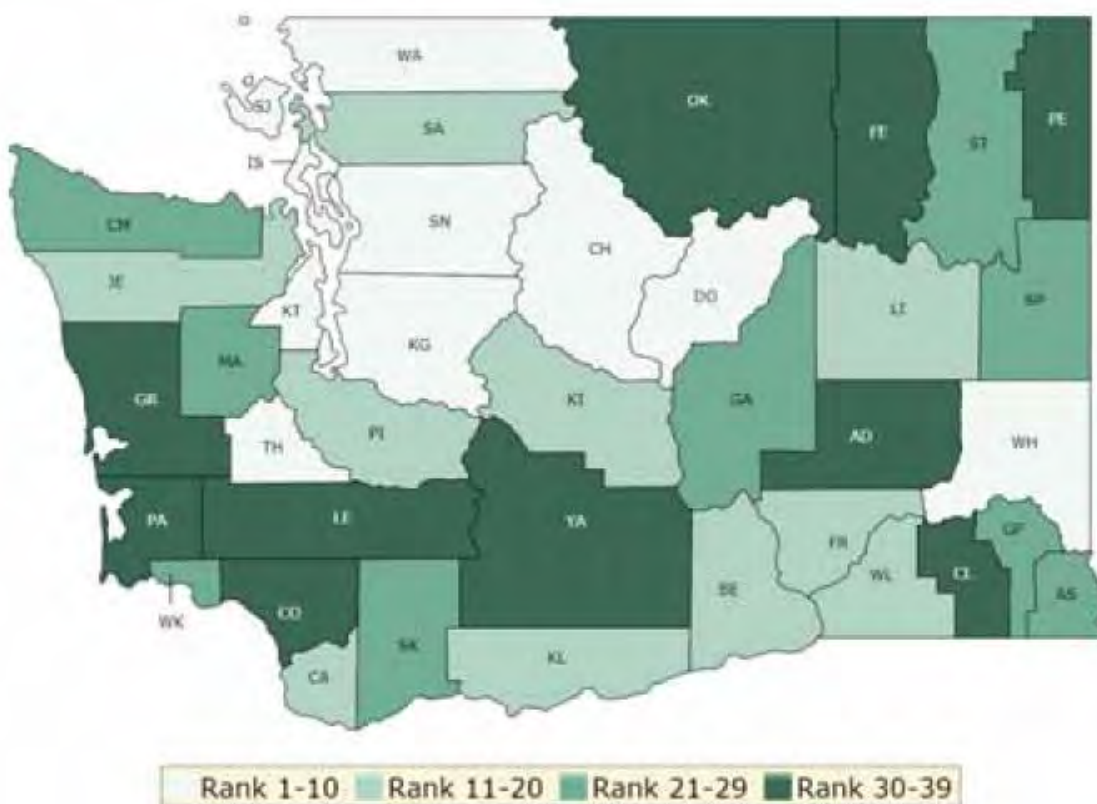 WA
OK
FE
ST
PE
SJ
SA
IS
SN
CH
CM
JE
DO
KT
KG
LI
SP
MA
KI
GA
GR
PI
AD
TH
WH
PA
LE
YA
FR
GF
WL
CL
BE
AS
WK
CO
SK
KL
CA
Rank 1-10 Rank 11-20 Rank 21-29 Rank 30-39